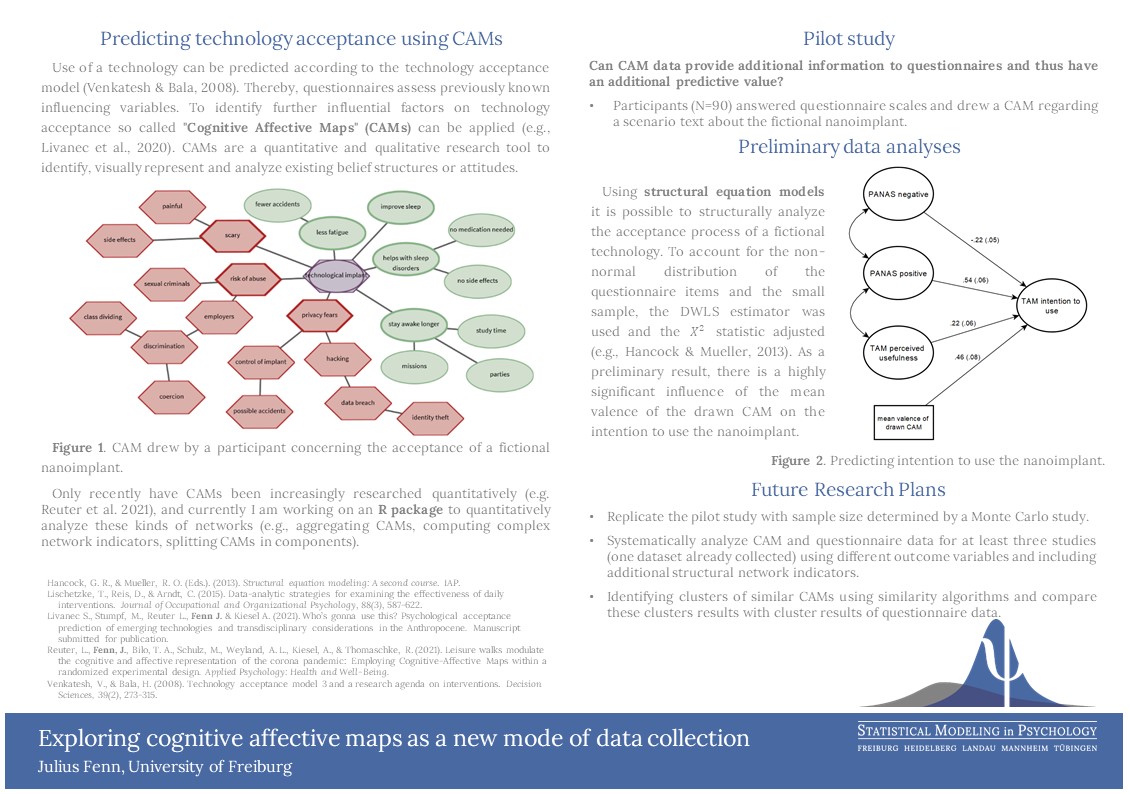 Predicting technology acceptance using CAMs
Use of a technology can be predicted according to the technology acceptance
model (Venkatesh & Bala, 2008). Thereby, questionnaires assess previously known
influencing variables. To identify further influential factors on technology
acceptance so called "Cognitive Affective Maps" (CAMs) can be applied (e.g.,
Livanec et al., 2020). CAMs are a quantitative and qualitative research tool to
identify, visually represent and analyze existing belief structures or attitudes.
painful
fewer accidents
improve sleep
side effects
scary
less fatigue
no medication needed
helps with sleep
disorders
technological implant
risk of abuse
sexual criminals
no side effects
class dividing
employers
privacy fears
stay awake longer
study time
discrimination
control of implant
hacking
missions
parties
coercion
possible accidents
data breach
identity theft
Figure 1. CAM drew by a participant concerning the acceptance of a fictional
nanoimplant.
Only recently have CAMs been increasingly researched quantitatively (e.g.
Reuter et al. 2021), and currently I am working on an R package to quantitatively
analyze these kinds of networks (e.g., aggregating CAMs, computing complex
network indicators, splitting CAMs in components).
Hancock, G. R., & Mueller, R. O. (Eds.). (2013). Structural equation modeling: A second course. IAP.
Lischetzke, T., Reis, D., & Arndt, C. (2015). Data-analytic strategies for examining the effectiveness of daily
interventions. Journal of Occupational and Organizational Psychology, 88(3), 587-622.
Livanec S., Stumpf, M., Reuter L., Fenn J. & Kiesel A. (2021). Who's gonna use this? Psychological acceptance
prediction of emerging technologies and transdisciplinary considerations in the Anthropocene. Manuscript
submitted for publication.
Reuter, L., Fenn, J., Bilo, T. A., Schulz, M., Weyland, A. L., Kiesel, A., & Thomaschke, R. (2021). Leisure walks modulate
the cognitive and affective representation of the corona pandemic: Employing Cognitive-Affective Maps within a
randomized experimental design. Applied Psychology: Health and Well-Being.
Venkatesh, V., & Bala, H. (2008). Technology acceptance model 3 and a research agenda on interventions. Decision
Sciences, 39(2), 273-315.
Pilot study
Can CAM data provide additional information to questionnaires and thus have
an additional predictive value?
• Participants (N=90) answered questionnaire scales and drew a CAM regarding
a scenario text about the fictional nanoimplant.
Preliminary data analyses
Using structural equation models
it is possible to structurally analyze
the acceptance process of a fictional
technology. To account for the non-
normal distribution of the
questionnaire items and the small
sample, the DWLS estimator was
used and the X² statistic adjusted
(e.g., Hancock & Mueller, 2013). As a
preliminary result, there is a highly
significant influence of the mean
valence of the drawn CAM on the
intention to use the nanoimplant.
PANAS negative
-.22 (.05)
PANAS positive
.54 (.06)
TAM intention to
use
.22 (.06)
TAM perceived
usefulness
.46 (.08)
mean valence of
drawn CAM
Figure 2. Predicting intention to use the nanoimplant.
Future Research Plans
• Replicate the pilot study with sample size determined by a Monte Carlo study.
• Systematically analyze CAM and questionnaire data for at least three studies
(one dataset already collected) using different outcome variables and including
additional structural network indicators.
• Identifying clusters of similar CAMs using similarity algorithms and compare
these clusters results with cluster results of questionnaire data.
ψ
Exploring cognitive affective maps as a new mode of data collection
Julius Fenn, University of Freiburg
STATISTICAL MODELING in PSYCHOLOGY
FREIBURG HEIDELBERG LANDAU MANNHEIM TÜBINGEN